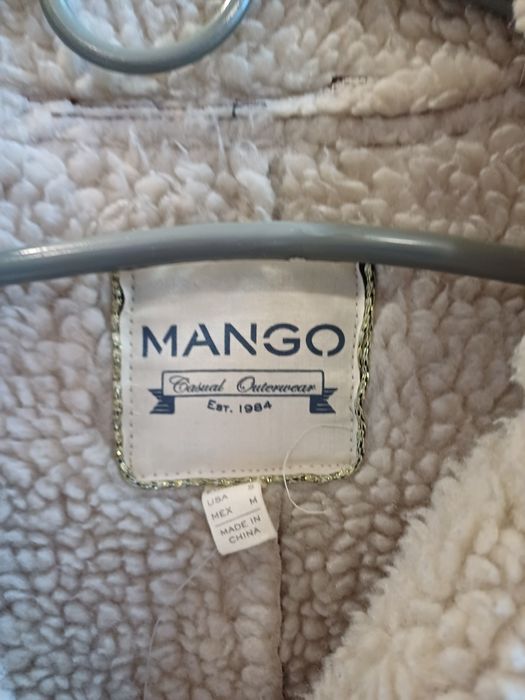 MANGO
Casual Outerwear
EST. 1984
USA
MEX M
MADE IN
CHINA